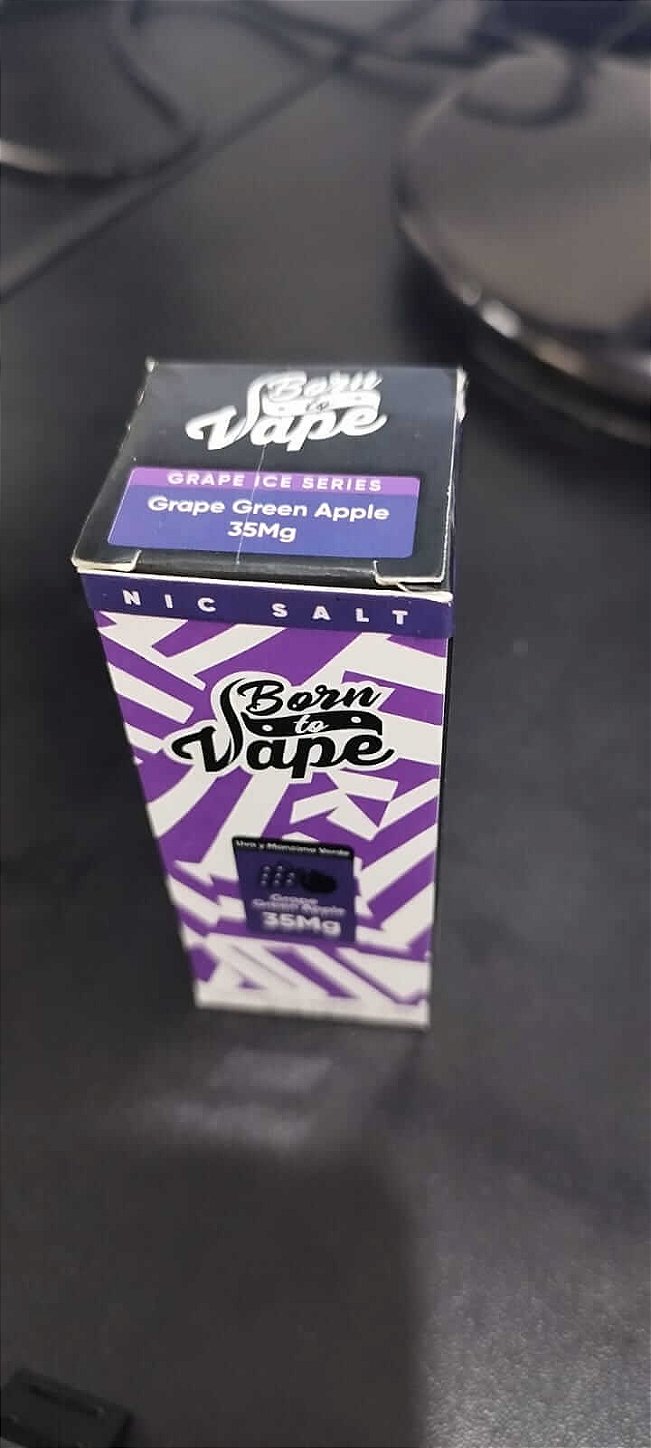 Born
to
Vape
GRAPE ICE SERIES
Grape Green Apple
35Mg
NIC SALT
Born
to
Vape
Uva y Manzana Verde
Grape
Green Apple
35Mg